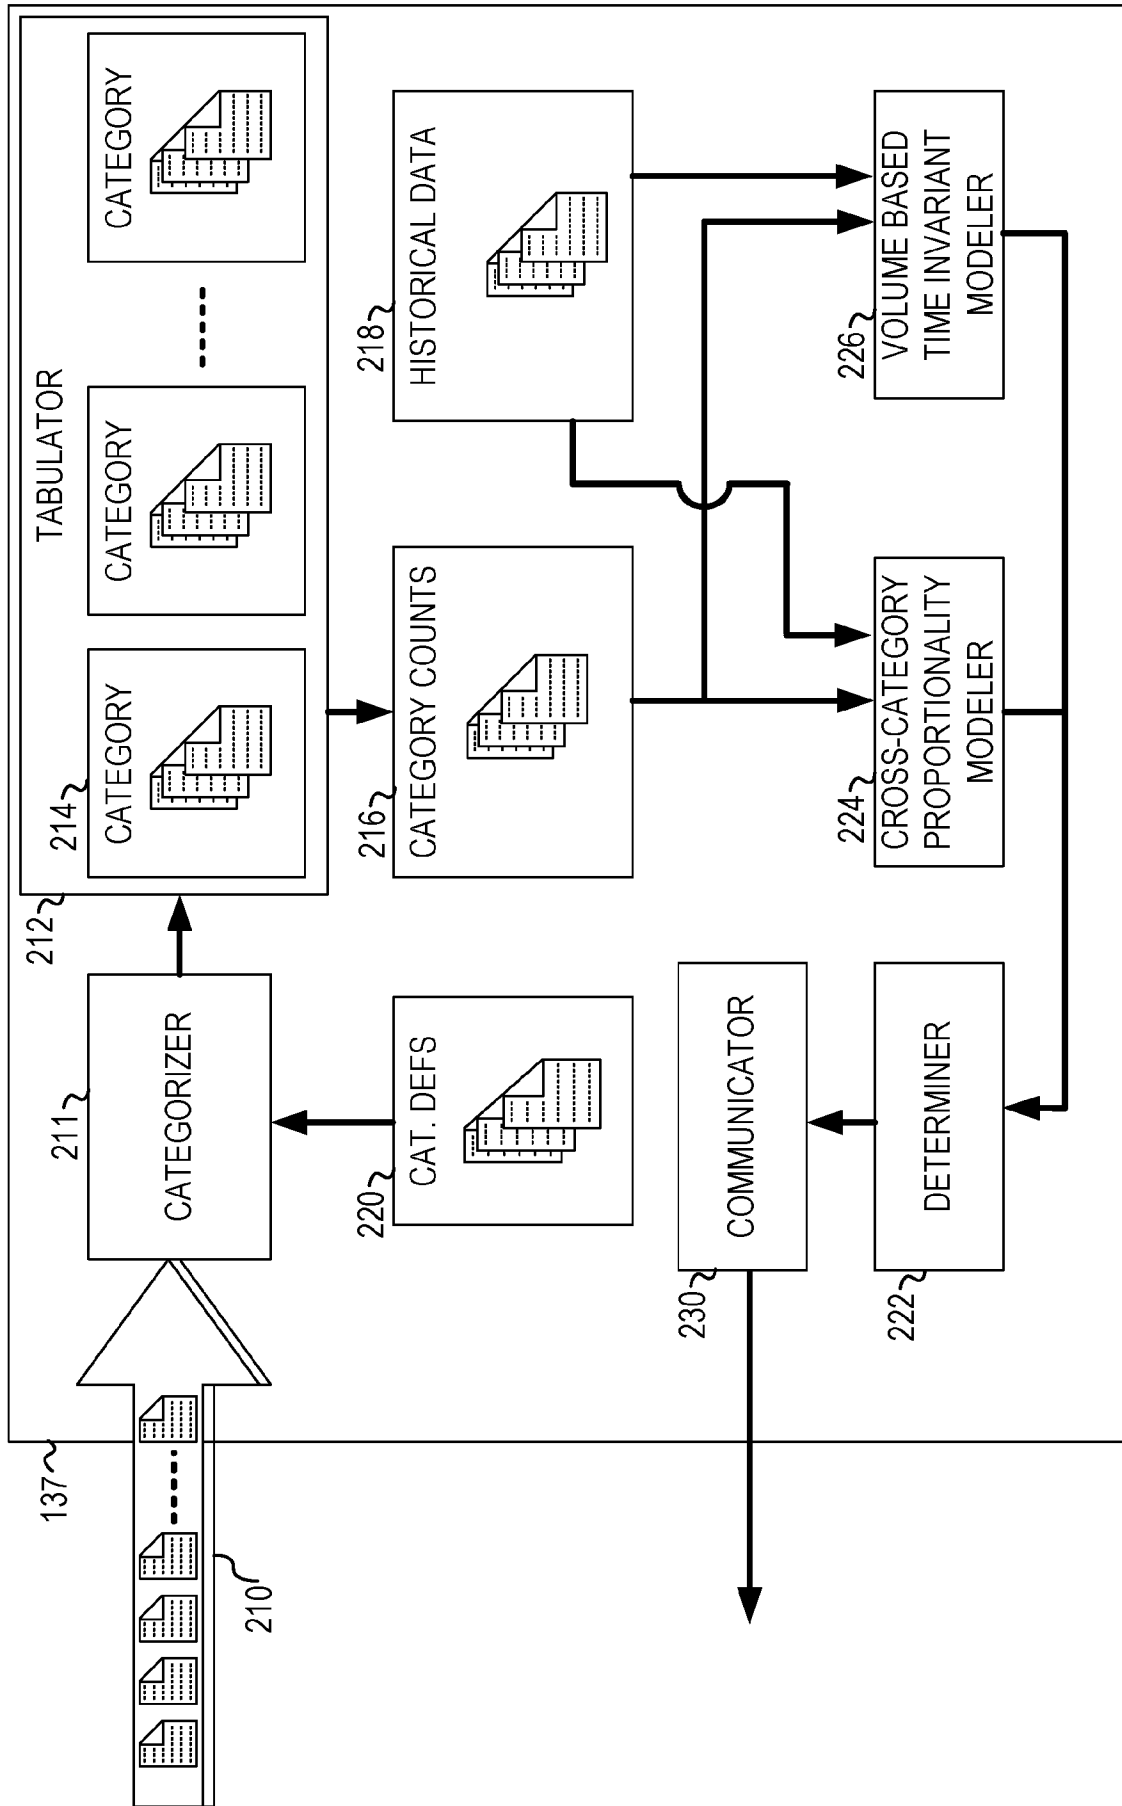 137
210
211
CATEGORIZER
212
TABULATOR
214
CATEGORY
CATEGORY
CATEGORY
220
CAT. DEFS
216
CATEGORY COUNTS
218
HISTORICAL DATA
230
COMMUNICATOR
222
DETERMINER
224
CROSS-CATEGORY
PROPORTIONALITY
MODELER
226
VOLUME BASED
TIME INVARIANT
MODELER